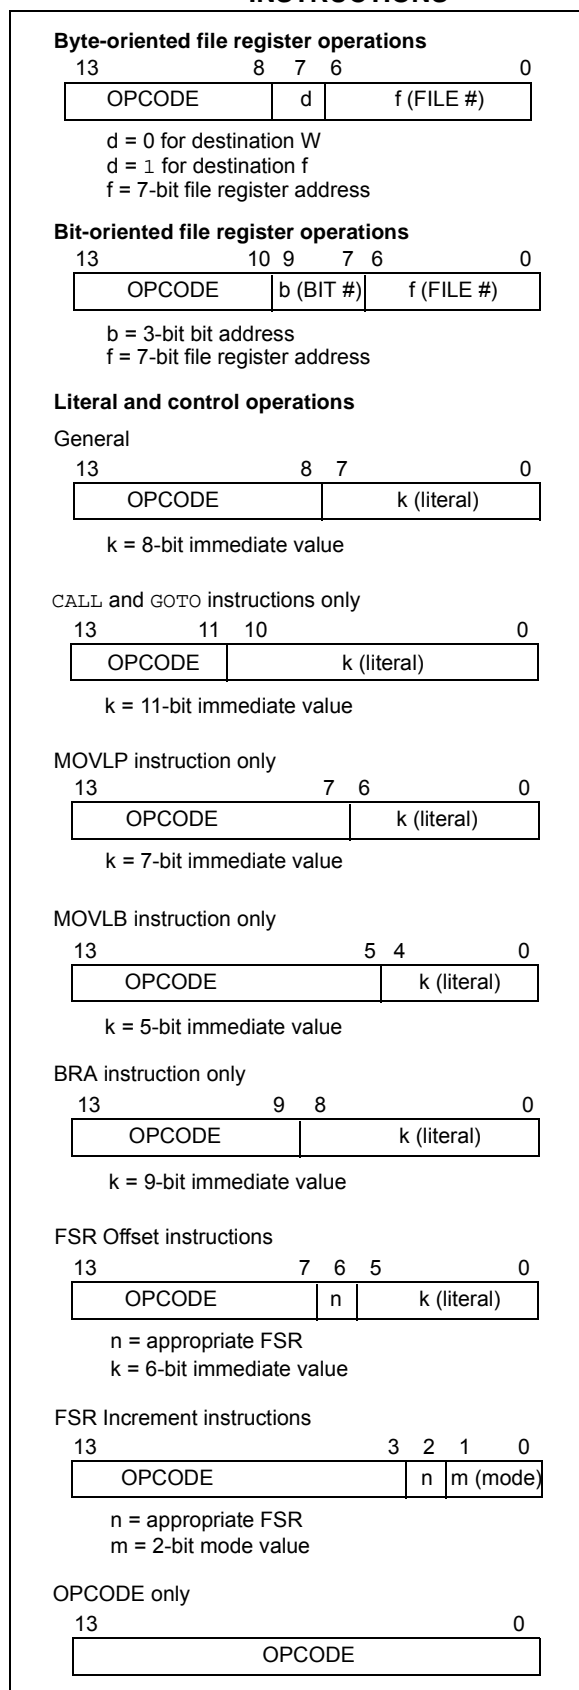 INSTRUCTIONS
Byte-oriented file register operations
13 8 7 6 0
OPCODE d f (FILE #)
d = 0 for destination W
d = 1 for destination f
f = 7-bit file register address
Bit-oriented file register operations
13 10 9 7 6 0
OPCODE b (BIT #) f (FILE #)
b = 3-bit bit address
f = 7-bit file register address
Literal and control operations
General
13 8 7 0
OPCODE k (literal)
k = 8-bit immediate value
CALL and GOTO instructions only
13 11 10 0
OPCODE k (literal)
k = 11-bit immediate value
MOVLP instruction only
13 7 6 0
OPCODE k (literal)
k = 7-bit immediate value
MOVLB instruction only
13 5 4 0
OPCODE k (literal)
k = 5-bit immediate value
BRA instruction only
13 9 8 0
OPCODE k (literal)
k = 9-bit immediate value
FSR Offset instructions
13 7 6 5 0
OPCODE n k (literal)
n = appropriate FSR
k = 6-bit immediate value
FSR Increment instructions
13 3 2 1 0
OPCODE n m (mode)
n = appropriate FSR
m = 2-bit mode value
OPCODE only
13 0
OPCODE